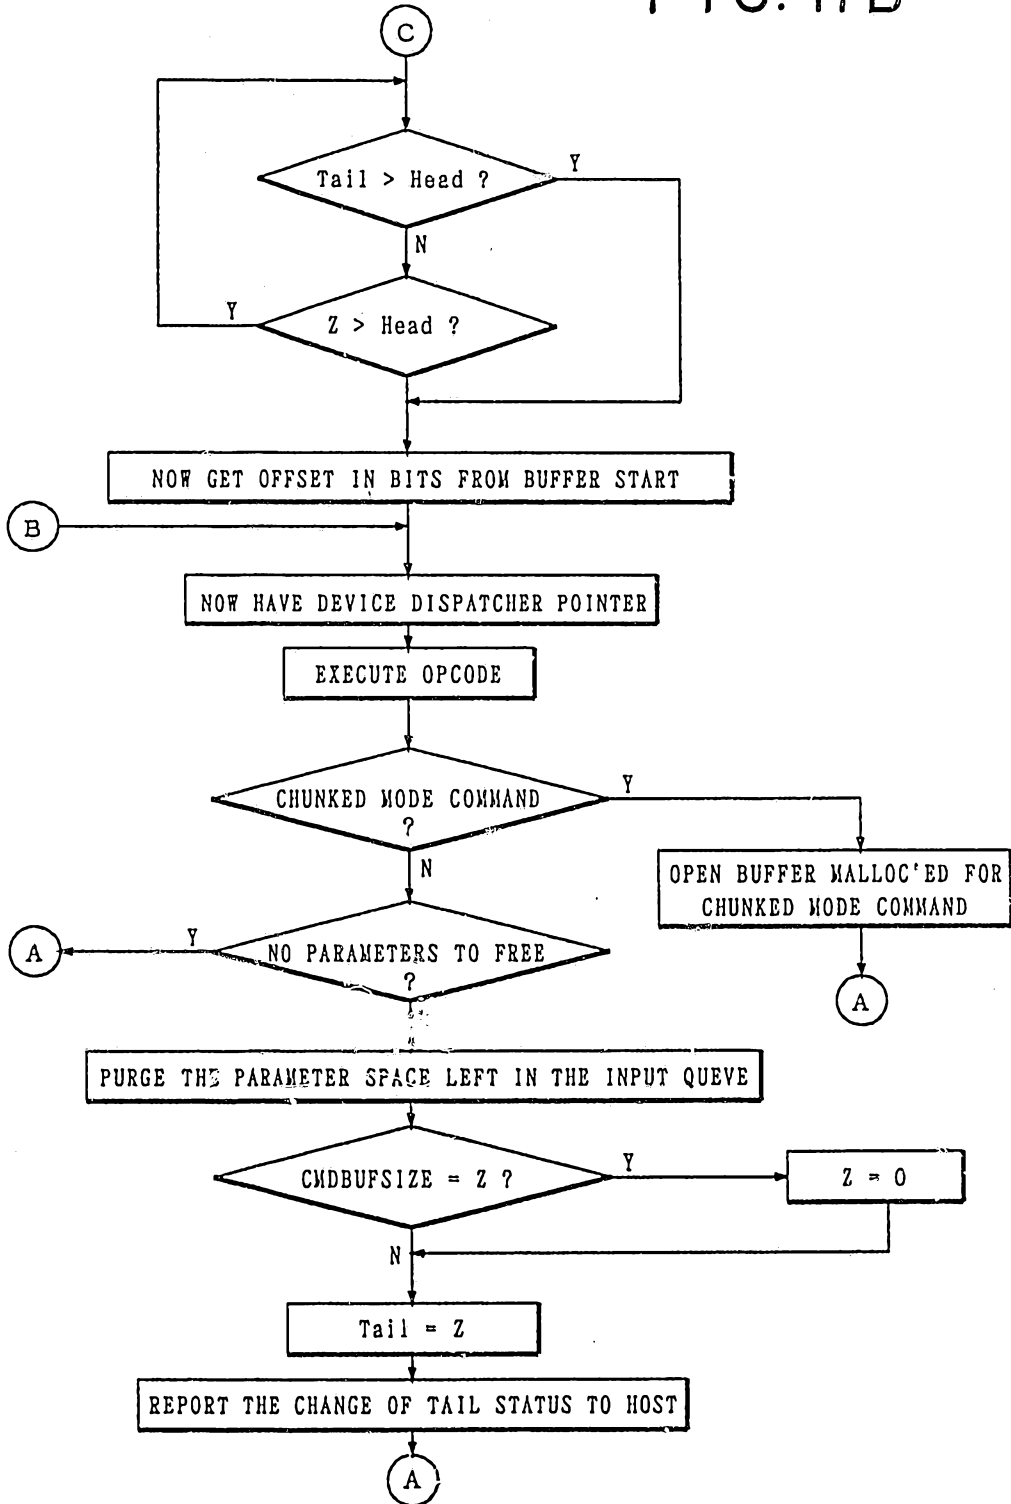 C
Tail > Head ?
Y
N
Z > Head ?
Y
NOW GET OFFSET IN BITS FROM BUFFER START
B
NOW HAVE DEVICE DISPATCHER POINTER
EXECUTE OPCODE
CHUNKED MODE COMMAND
?
Y
N
OPEN BUFFER MALLOC'ED FOR
CHUNKED MODE COMMAND
A
NO PARAMETERS TO FREE
?
Y
A
PURGE THE PARAMETER SPACE LEFT IN THE INPUT QUEVE
CMDBUFSIZE = Z ?
Y
Z = 0
N
Tail = Z
REPORT THE CHANGE OF TAIL STATUS TO HOST
A